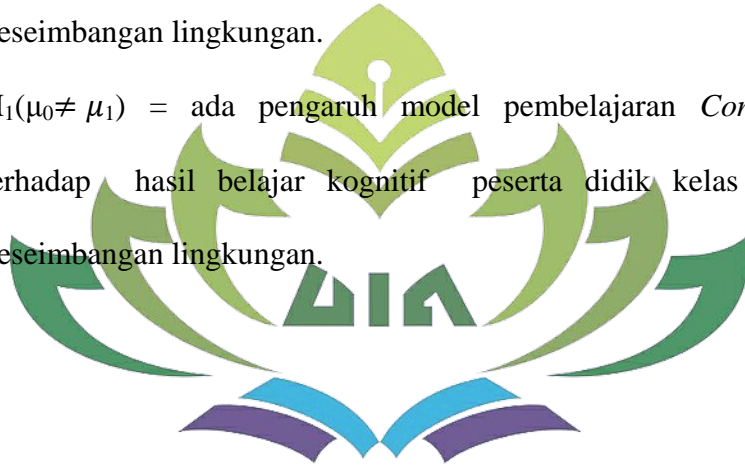 eseimbangan lingkungan.
I₁(μ₀≠ 𝜇₁) = ada pengaruh model pembelajaran Con
erhadap hasil belajar kognitif peserta didik kelas
eseimbangan lingkungan.
UIN